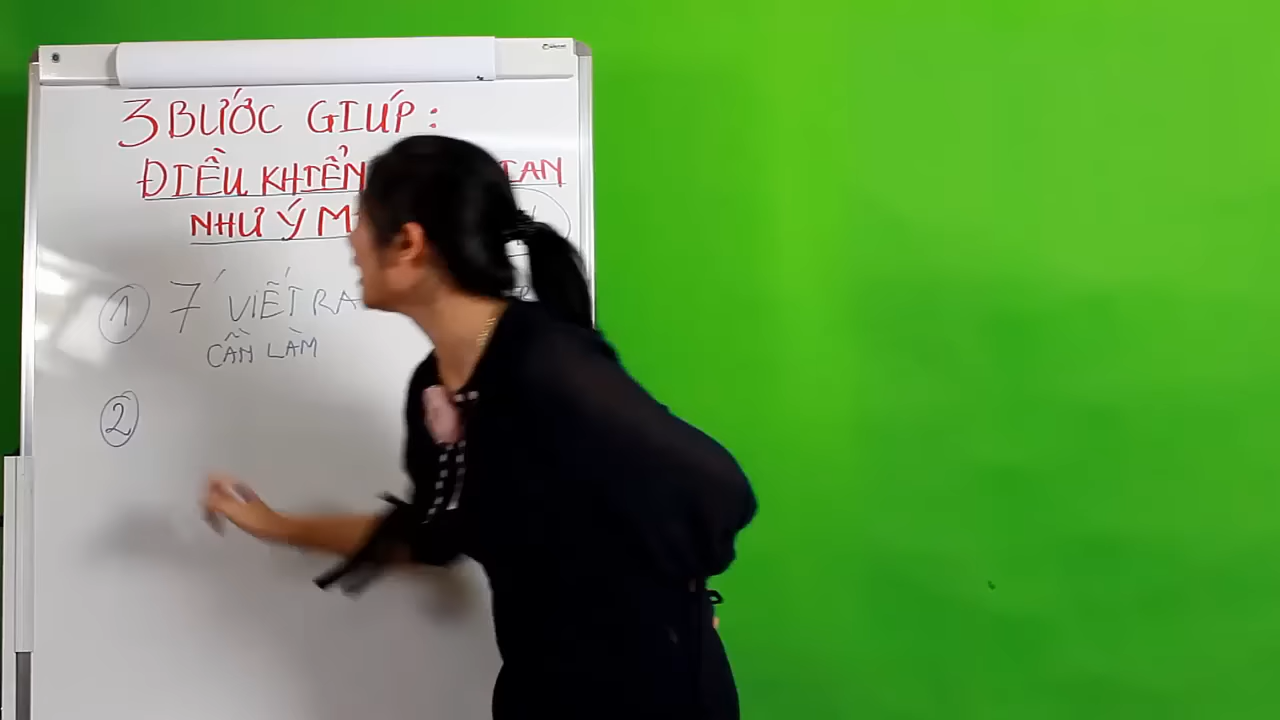 3 BƯỚC GIÚP:
ĐIỀU KHIỂN
NHƯ Ý
① 7' VIẾT RA
CẦN LÀM
②